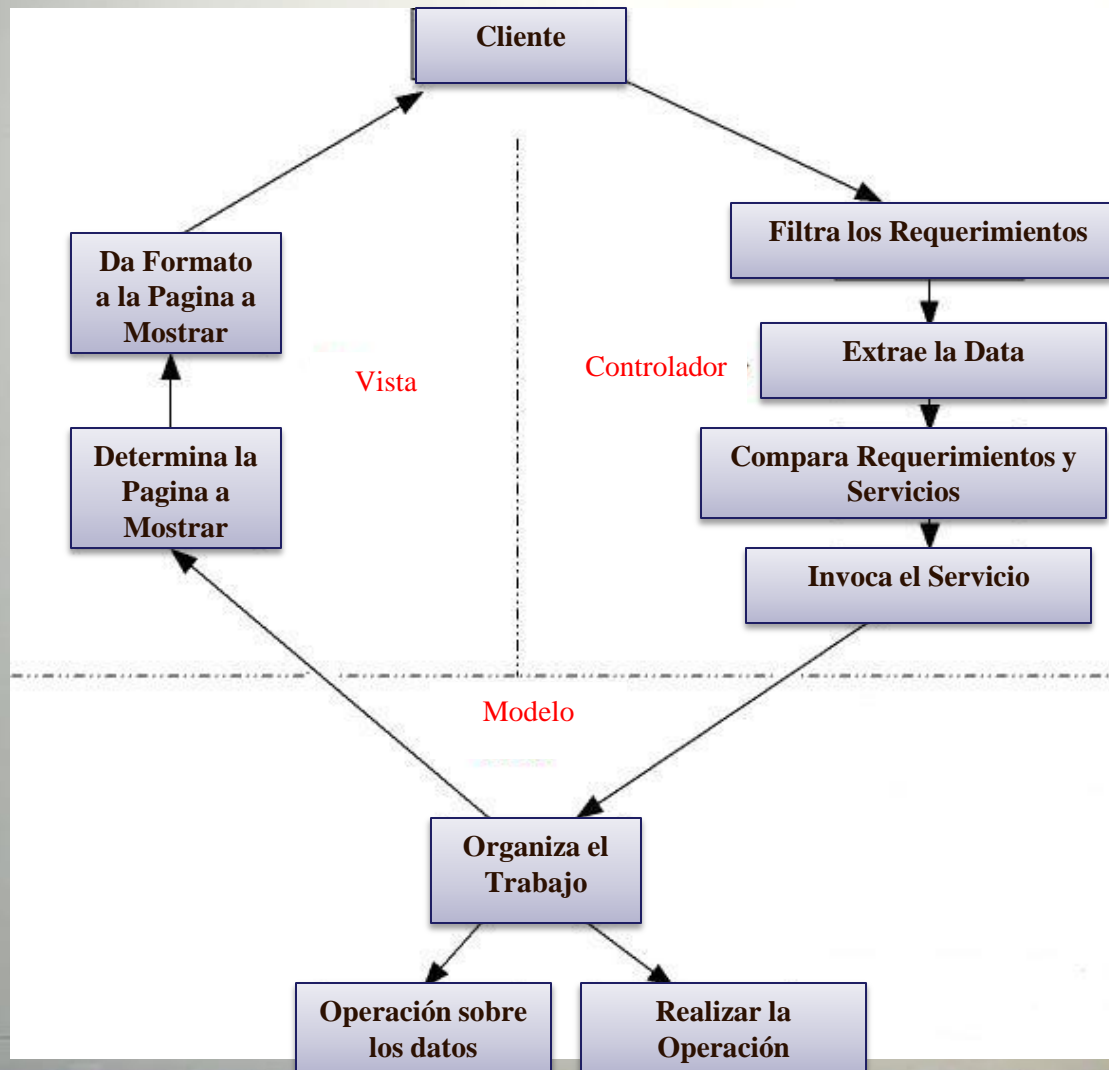 Cliente
Filtra los Requerimientos
Da Formato
a la Pagina a
Mostrar
Extrae la Data
Controlador
Vista
Determina la
Pagina a
Mostrar
Compara Requerimientos y
Servicios
Invoca el Servicio
Modelo
Organiza el
Trabajo
Operación sobre
los datos
Realizar la
Operación